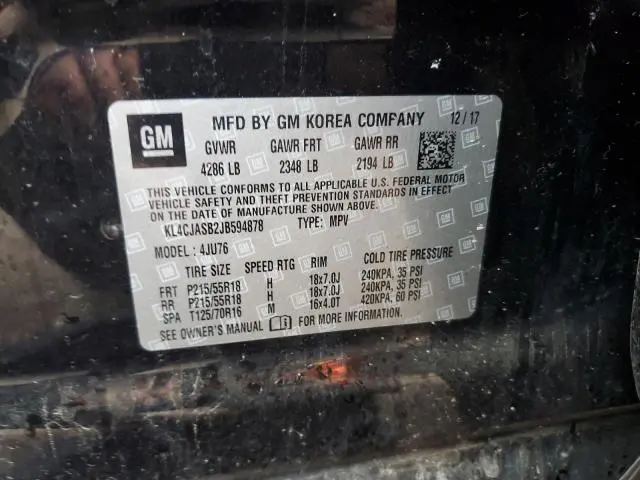 GM MFD BY GM KOREA COMPANY 12/17
GVWR GAWR FRT GAWR RR
4286 LB 2348 LB 2194 LB
THIS VEHICLE CONFORMS TO ALL APPLICABLE U.S. FEDERAL MOTOR
VEHICLE SAFETY AND THEFT PREVENTION STANDARDS IN EFFECT
ON THE DATE OF MANUFACTURE SHOWN ABOVE.
KL4CJASB2JB594878 TYPE: MPV
MODEL: 4JU76
TIRE SIZE SPEED RTG RIM COLD TIRE PRESSURE
FRT P215/55R18 H 18x7.0J 240KPA, 35 PSI
RR P215/55R18 H 18x7.0J 240KPA, 35 PSI
SPA T125/70R16 M 16x4.0T 420KPA, 60 PSI
SEE OWNER'S MANUAL FOR MORE INFORMATION.